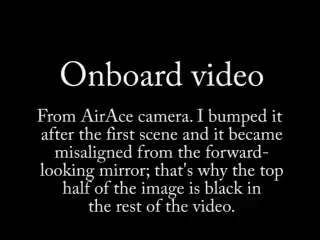 Onboard video
From AirAce camera. I bumped it
after the first scene and it became
misaligned from the forward-
looking mirror; that's why the top
half of the image is black in
the rest of the video.